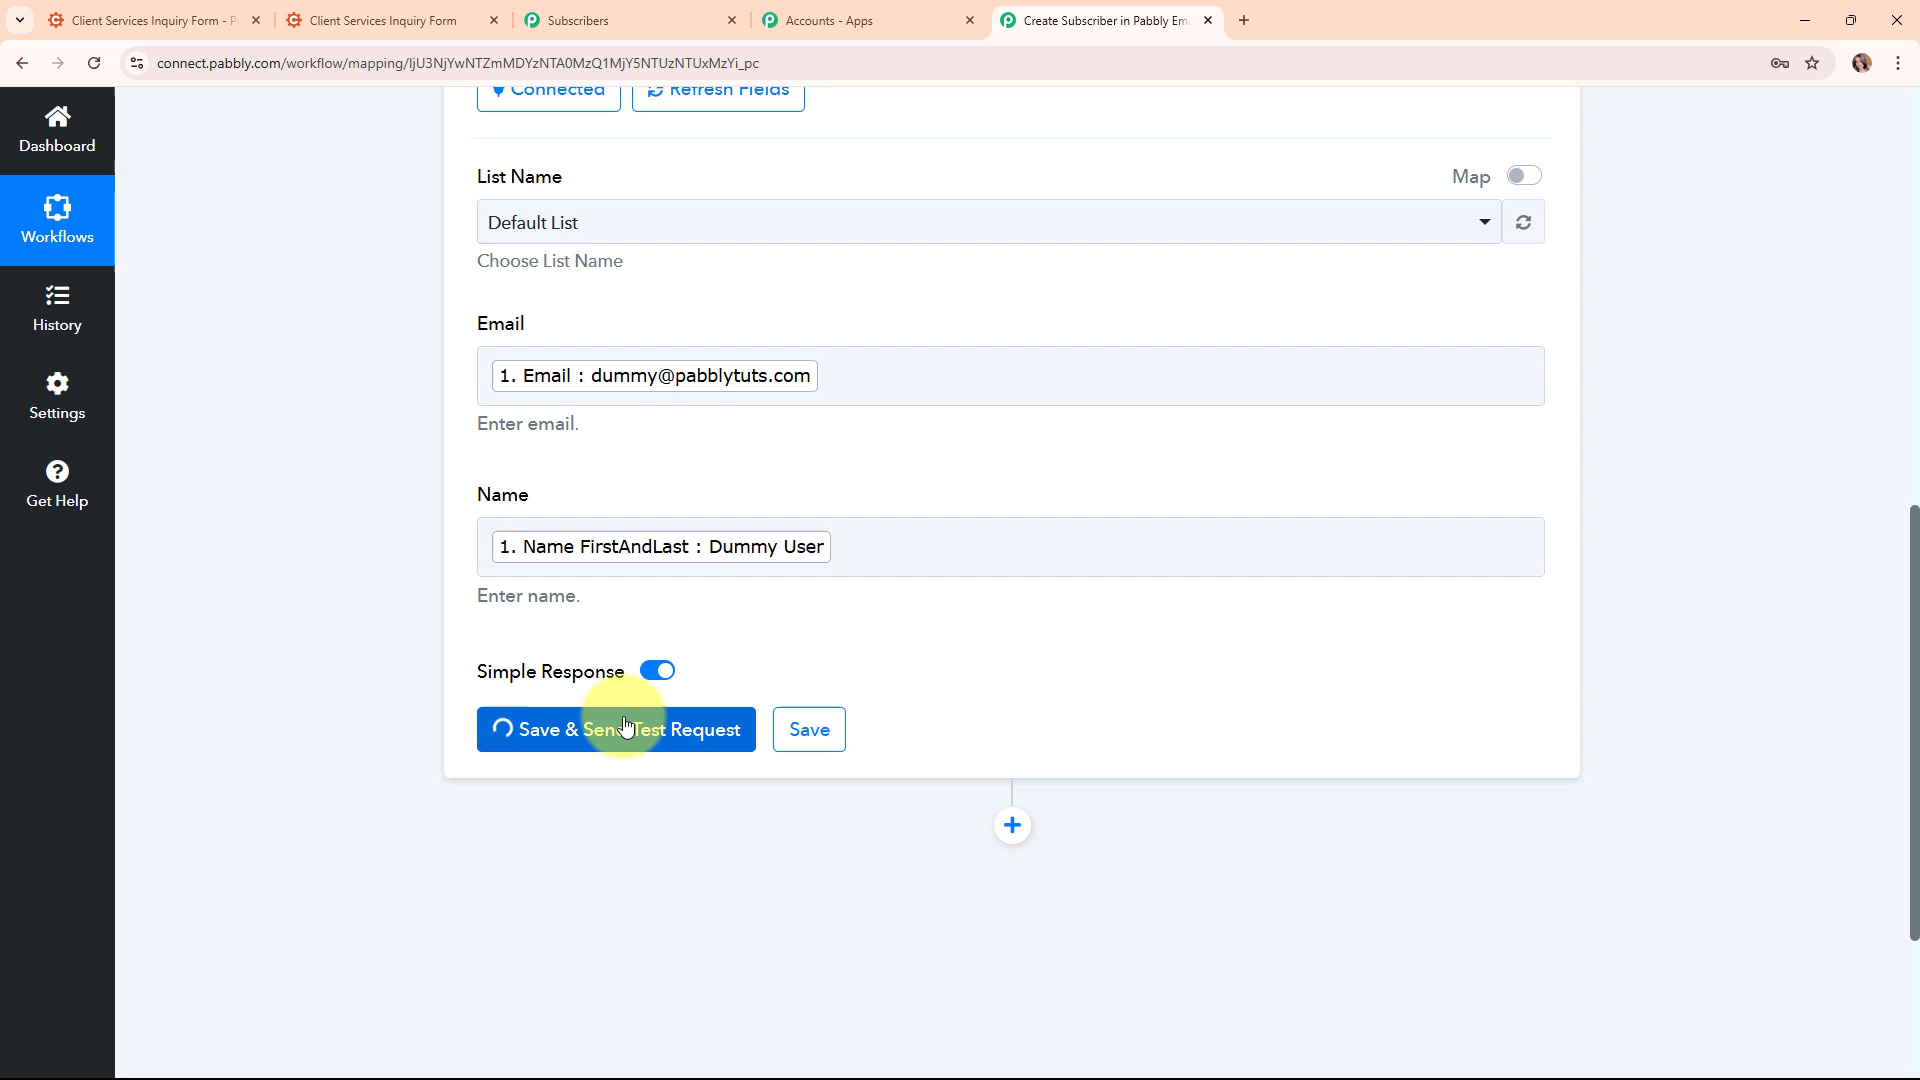 Client Services Inquiry Form - P
Client Services Inquiry Form
Subscribers
Accounts - Apps
Create Subscriber in Pabbly Em
connect.pabbly.com/workflow/mapping/IjU3NjYwNTZmMDYzNTA0MzQ1MjY5NTUzNTUxMzYi_pc
Dashboard
Workflows
History
Settings
Get Help
Connected
Refresh Fields
List Name
Map
Default List
Choose List Name
Email
1. Email : dummy@pabblytuts.com
Enter email.
Name
1. Name FirstAndLast : Dummy User
Enter name.
Simple Response
Save & Send Test Request
Save